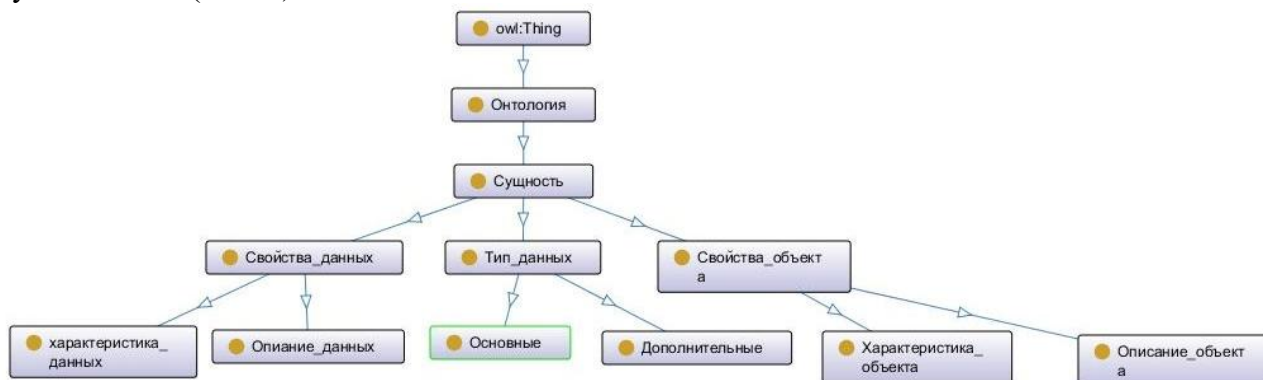 owl:Thing
Онтология
Сущность
Свойства_данных
Тип_данных
Свойства_объект
а
характеристика_
данных
Опиание_данных
Основные
Дополнительные
Характеристика_
объекта
Описание_объект
а